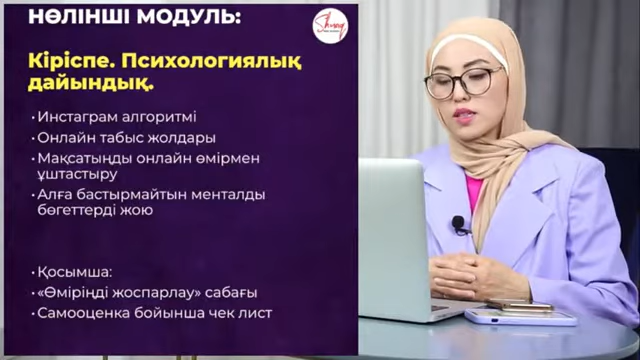 НӨЛІНШІ МОДУЛЬ:
Кіріспе. Психологиялық
дайындық.
• Инстаграм алгоритмі
• Онлайн табыс жолдары
• Мақсатыңды онлайн өмірмен
ұштастыру
• Алға бастырмайтын менталды
бөгеттерді жою
• Қосымша:
• «Өміріңді жоспарлау» сабағы
• Самооценка бойынша чек лист